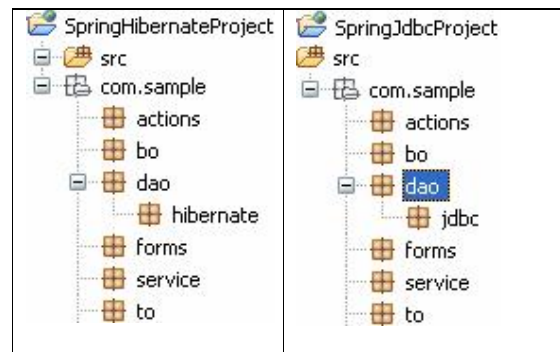 SpringHibernateProject
src
com.sample
actions
bo
dao
hibernate
forms
service
to
SpringJdbcProject
src
com.sample
actions
bo
dao
jdbc
forms
service
to